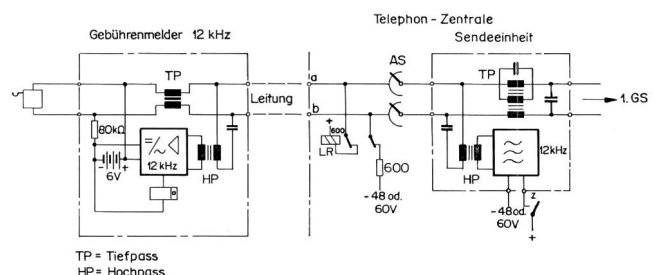 Gebührenmelder 12 kHz
Telephon - Zentrale
Sendeeinheit
TP
Leitung
a
b
AS
TP
1. GS
80kΩ
=/~
12 kHz
- +
6V
HP
+
600
LR
600
-48 od.
60V
HP
12kHz
-48od.
60V
z
+
TP = Tiefpass
HP = Hochpass